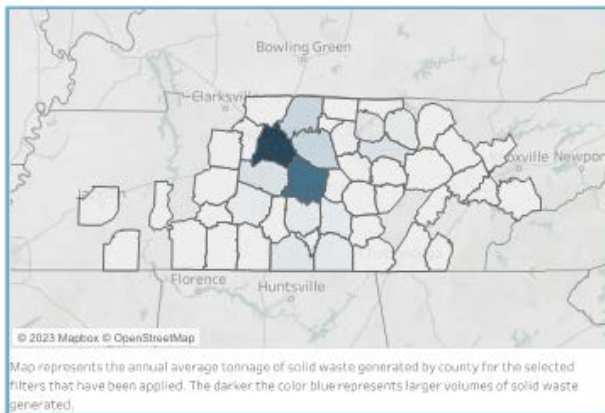 Bowling Green
Clarksville
oxville Newpor
Florence
Huntsville
© 2023 Mapbox © OpenStreetMap
Map represents the annual average tonnage of solid waste generated by county for the selected
filters that have been applied. The darker the color blue represents larger volumes of solid waste
generated.